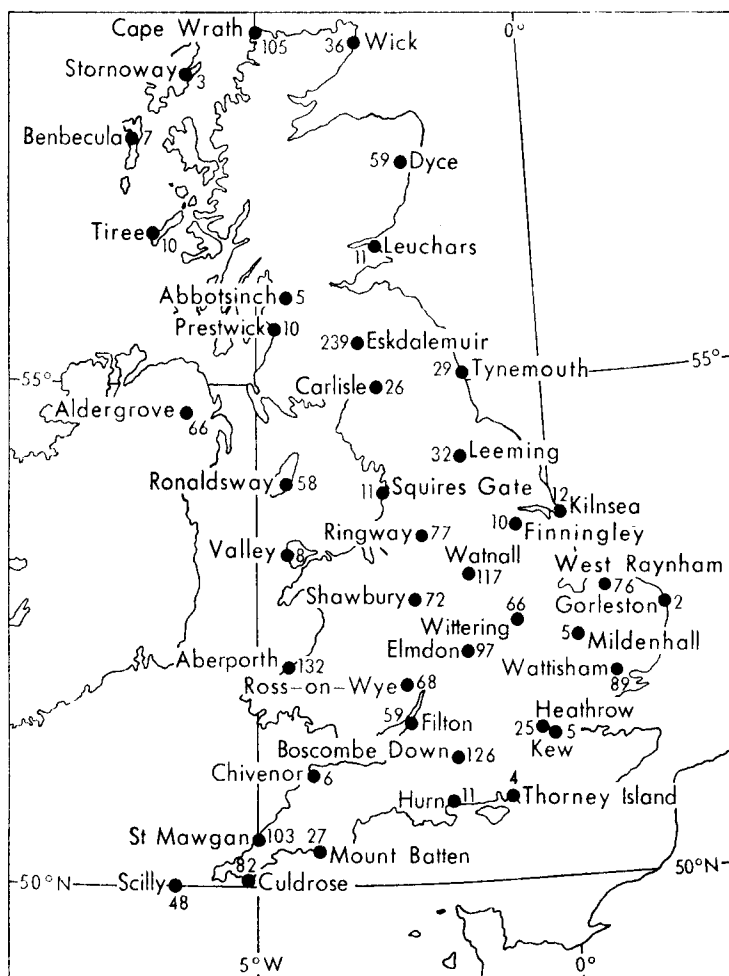 0°
Cape Wrath 105
36 Wick
Stornoway 3
Benbecula 7
59 Dyce
Tiree 10
11 Leuchars
Abbotsinch 5
Prestwick 10
239 Eskdalemuir
55°
29 Tynemouth
55°
Carlisle 26
Aldergrove 66
32 Leeming
Ronaldsway 58
11 Squires Gate
12 Kilnsea
10 Finningley
Ringway 77
Valley 8
Watnall 117
West Raynham 76
Shawbury 72
Gorleston 2
66
Wittering
5 Mildenhall
Elmdon 97
Aberporth 132
Wattisham 89
Ross-on-Wye 68
59 Filton
Heathrow
25 5
Kew
Boscombe Down 126
Chivenor 6
4
Hurn 11
Thorney Island
St Mawgan 103
27
Mount Batten
82
Culdrose
50°N
50°N
Scilly
48
5°W
0°